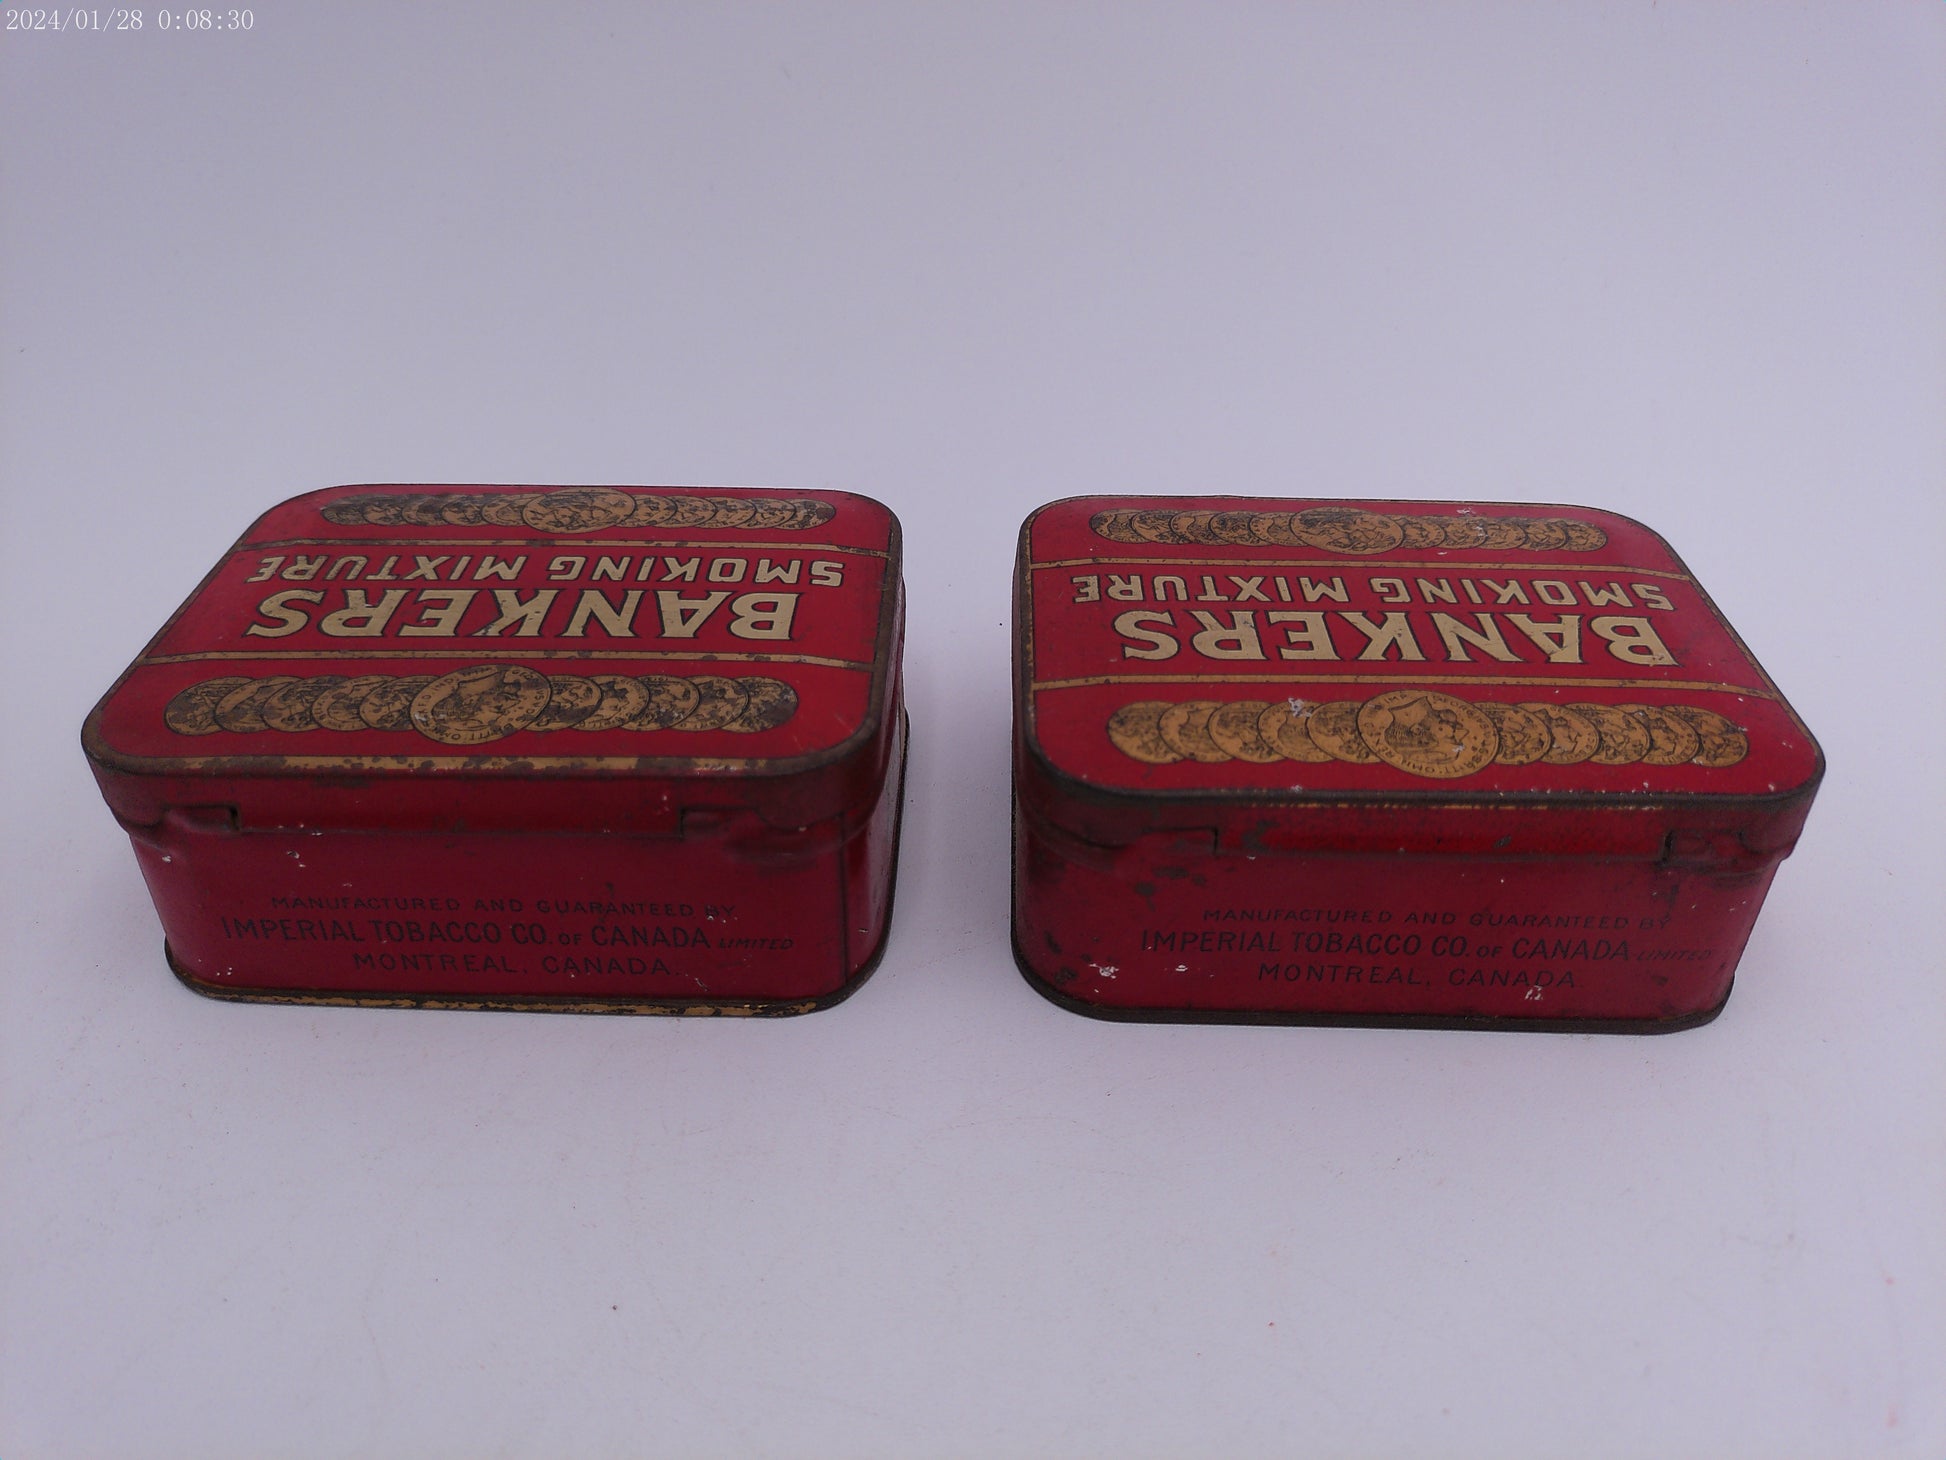 2024/01/28 0:08:30
BANKERS
SMOKING MIXTURE
MANUFACTURED AND GUARANTEED BY
IMPERIAL TOBACCO CO. OF CANADA LIMITED
MONTREAL, CANADA.
BANKERS
SMOKING MIXTURE
MANUFACTURED AND GUARANTEED BY
IMPERIAL TOBACCO CO. OF CANADA LIMITED
MONTREAL, CANADA.